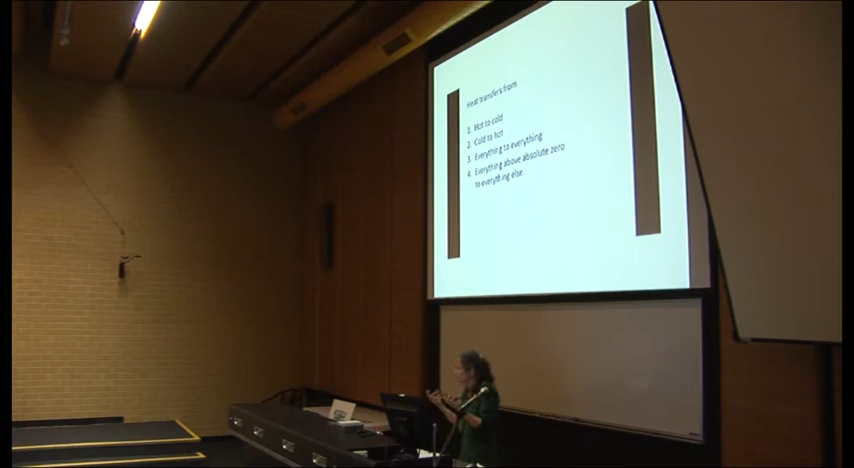 Heat transfers from
1. Hot to cold
2. Cold to hot
3. Everything to everything
4. Everything above absolute zero
to everything else.